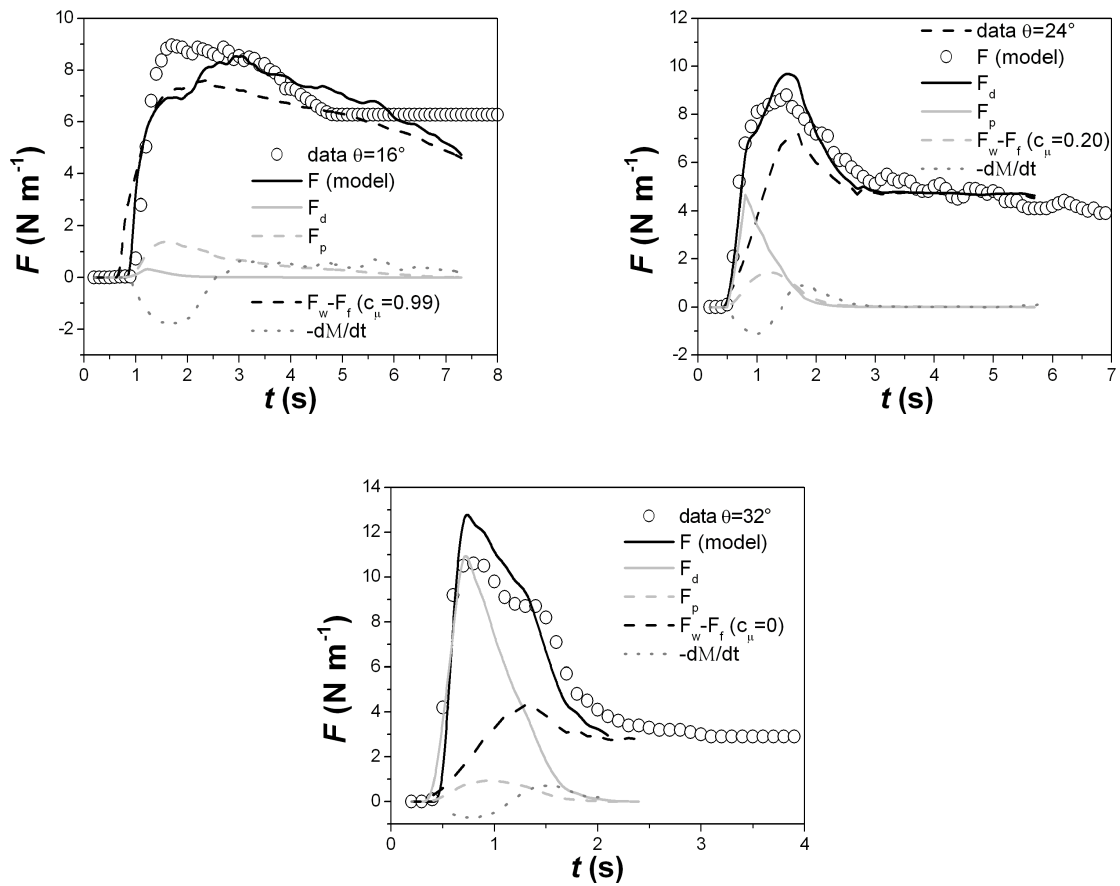 10
8
6
4
2
0
-2
F (N m⁻¹)
data θ=16°
F (model)
F_d
F_p
F_w-F_f (c_μ=0.99)
-dM/dt
0 1 2 3 4 5 6 7 8
t (s)
12
10
8
6
4
2
0
-2
F (N m⁻¹)
data θ=24°
F (model)
F_d
F_p
F_w-F_f (c_μ=0.20)
-dM/dt
0 1 2 3 4 5 6 7
t (s)
14
12
10
8
6
4
2
0
F (N m⁻¹)
data θ=32°
F (model)
F_d
F_p
F_w-F_f (c_μ=0)
-dM/dt
0 1 2 3 4
t (s)